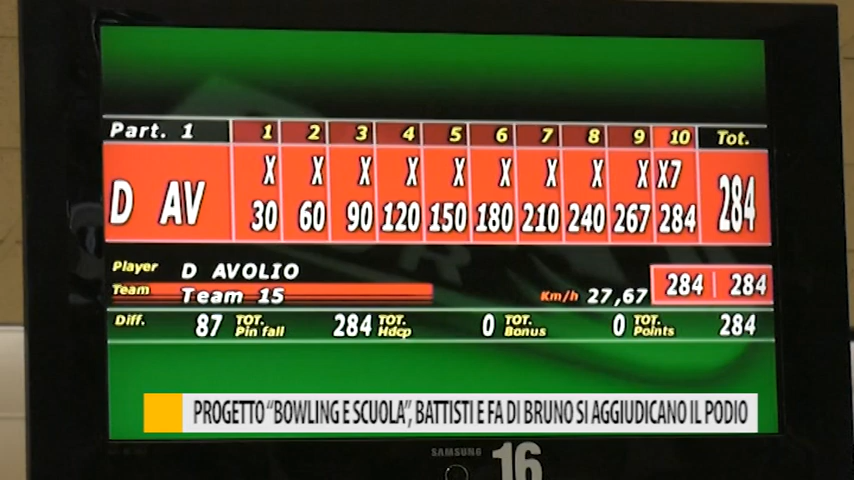 Part. 1 1 2 3 4 5 6 7 8 9 10 Tot.
X X X X X X X X X X7
D AV 30 60 90 120 150 180 210 240 267 284 284
Player D AVOLIO
Team Team 15 Km/h 27,67 284 284
Diff. 87 TOT. Pin fall 284 TOT. Hdcp 0 TOT. Bonus 0 TOT. Points 284
PROGETTO "BOWLING E SCUOLA", BATTISTI E FA DI BRUNO SI AGGIUDICANO IL PODIO
SAMSUNG 16